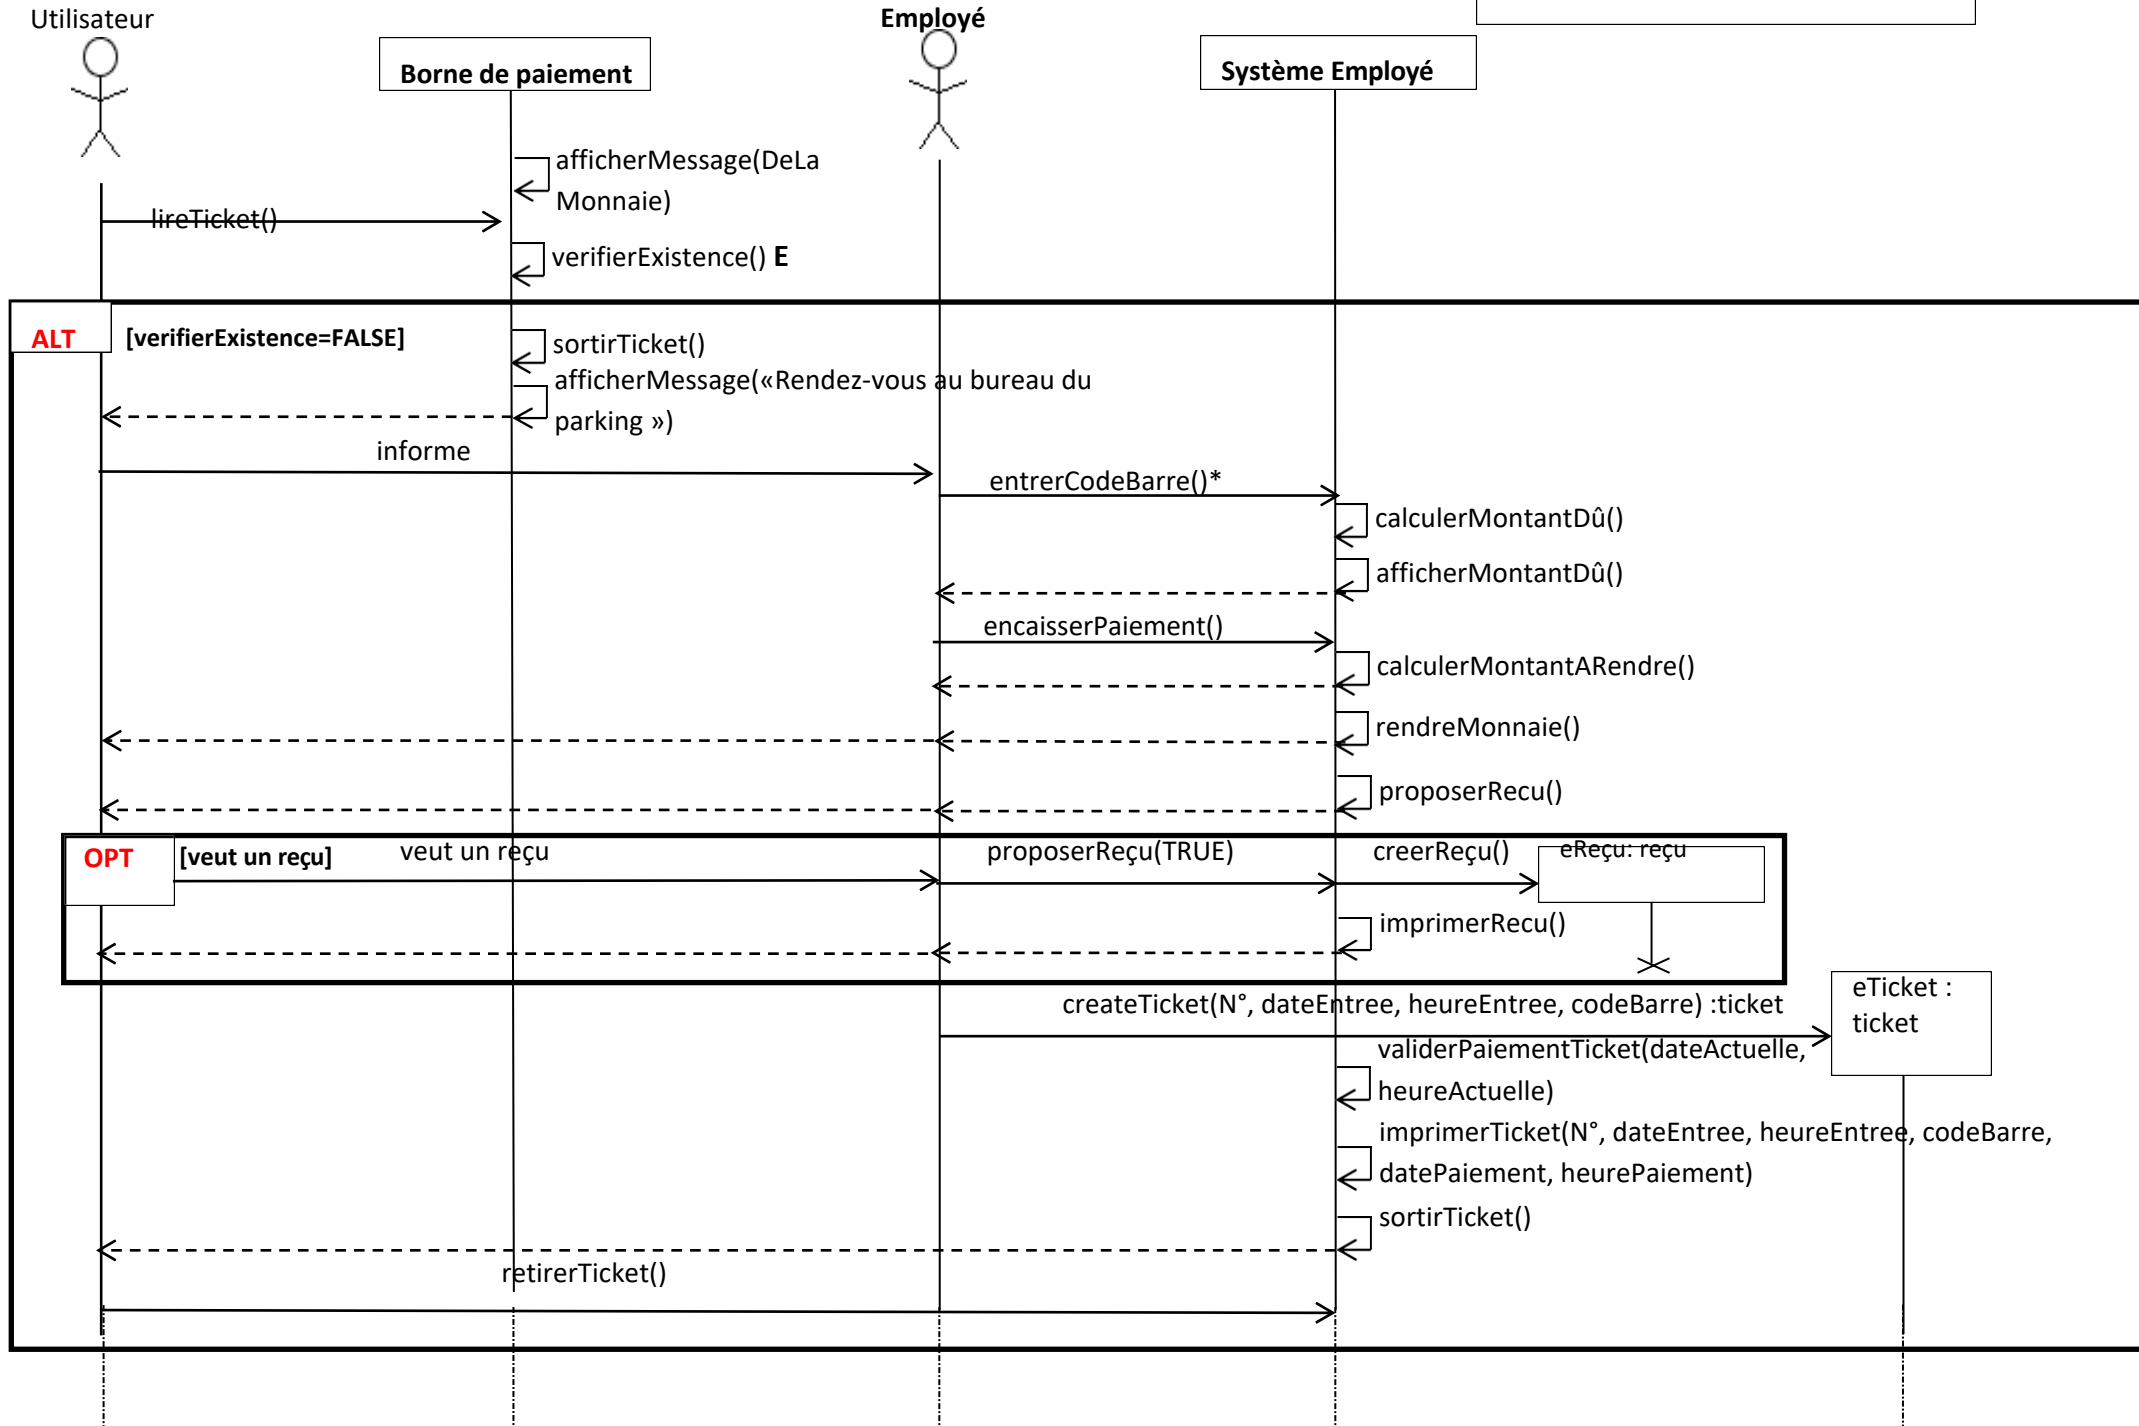 Utilisateur
Employé
Borne de paiement
Système Employé
afficherMessage(DeLa
Monnaie)
lireTicket()
verifierExistence() E
ALT
[verifierExistence=FALSE]
sortirTicket()
afficherMessage(«Rendez-vous au bureau du
parking »)
informe
entrerCodeBarre()*
calculerMontantDû()
afficherMontantDû()
encaisserPaiement()
calculerMontantARendre()
rendreMonnaie()
proposerRecu()
OPT
[veut un reçu]
veut un reçu
proposerReçu(TRUE)
creerReçu()
eReçu: reçu
imprimerRecu()
createTicket(N°, dateEntree, heureEntree, codeBarre) :ticket
eTicket :
ticket
validerPaiementTicket(dateActuelle,
heureActuelle)
imprimerTicket(N°, dateEntree, heureEntree, codeBarre,
datePaiement, heurePaiement)
sortirTicket()
retirerTicket()